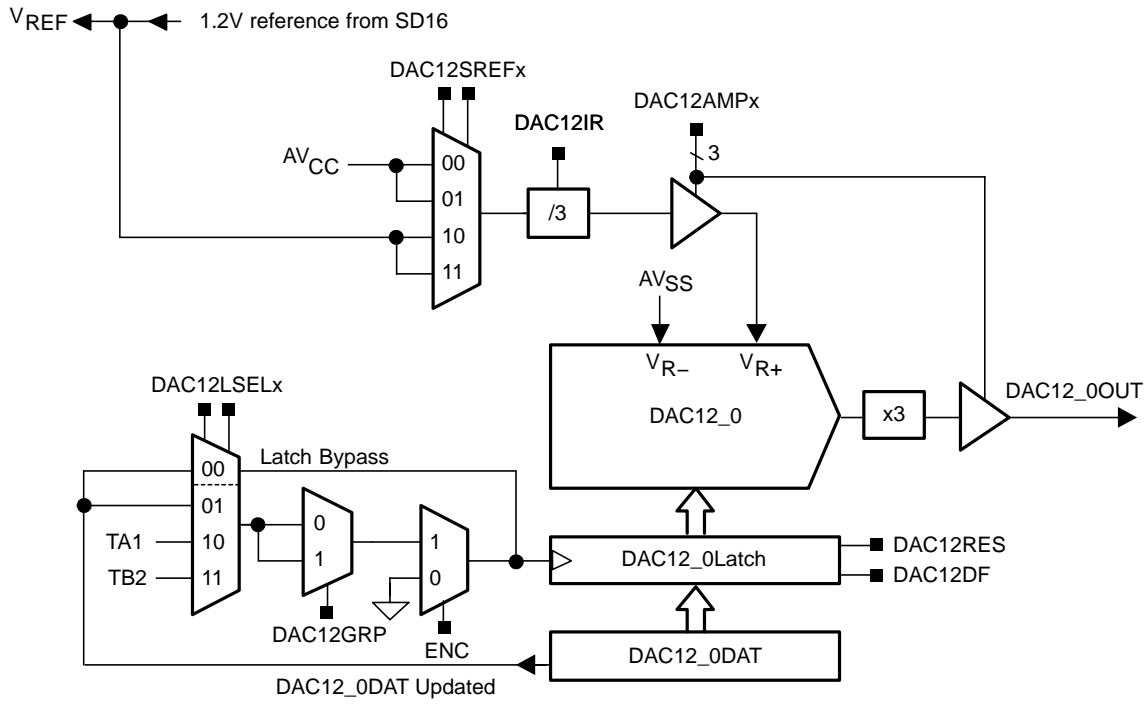 VREF
1.2V reference from SD16
DAC12SREFx
DAC12AMPx
DAC12IR
3
AVCC
00
01
10
11
/3
AVSS
VR−
VR+
DAC12_0
x3
DAC12_0OUT
DAC12LSELx
Latch Bypass
00
01
10
11
TA1
TB2
0
1
1
0
DAC12GRP
ENC
DAC12_0Latch
DAC12RES
DAC12DF
DAC12_0DAT
DAC12_0DAT Updated